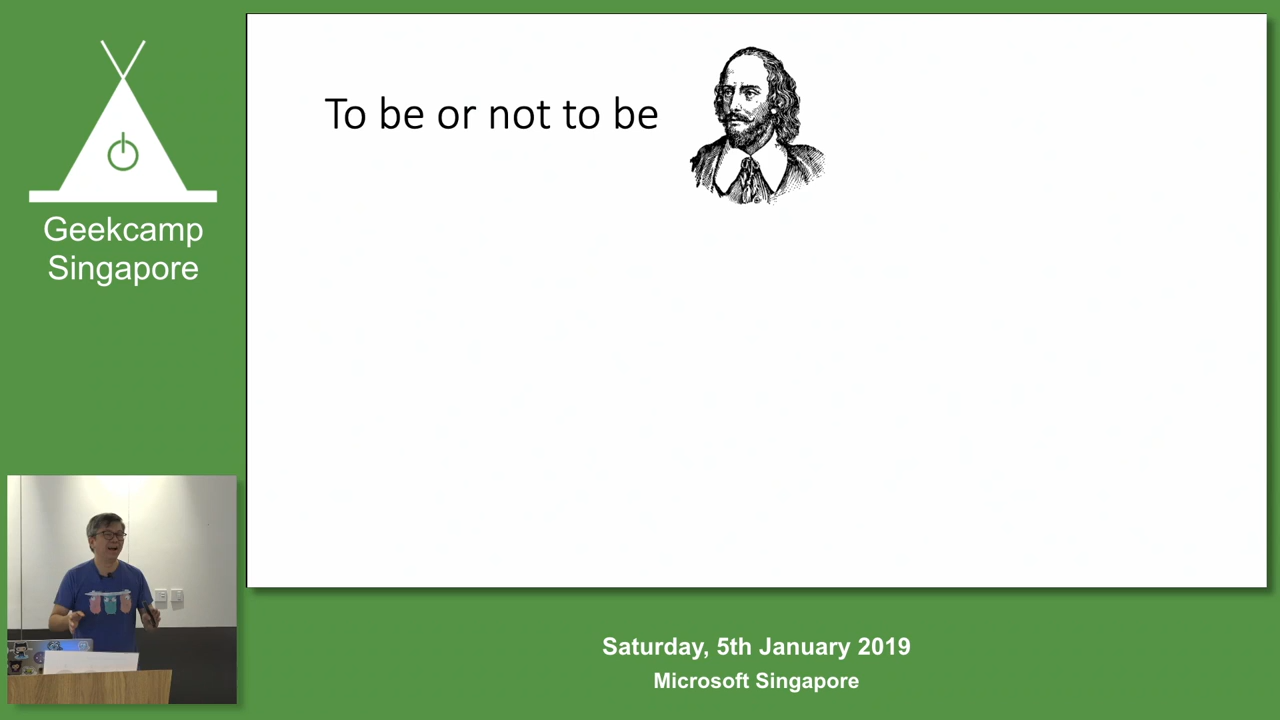 Geekcamp
Singapore
To be or not to be
Saturday, 5th January 2019
Microsoft Singapore